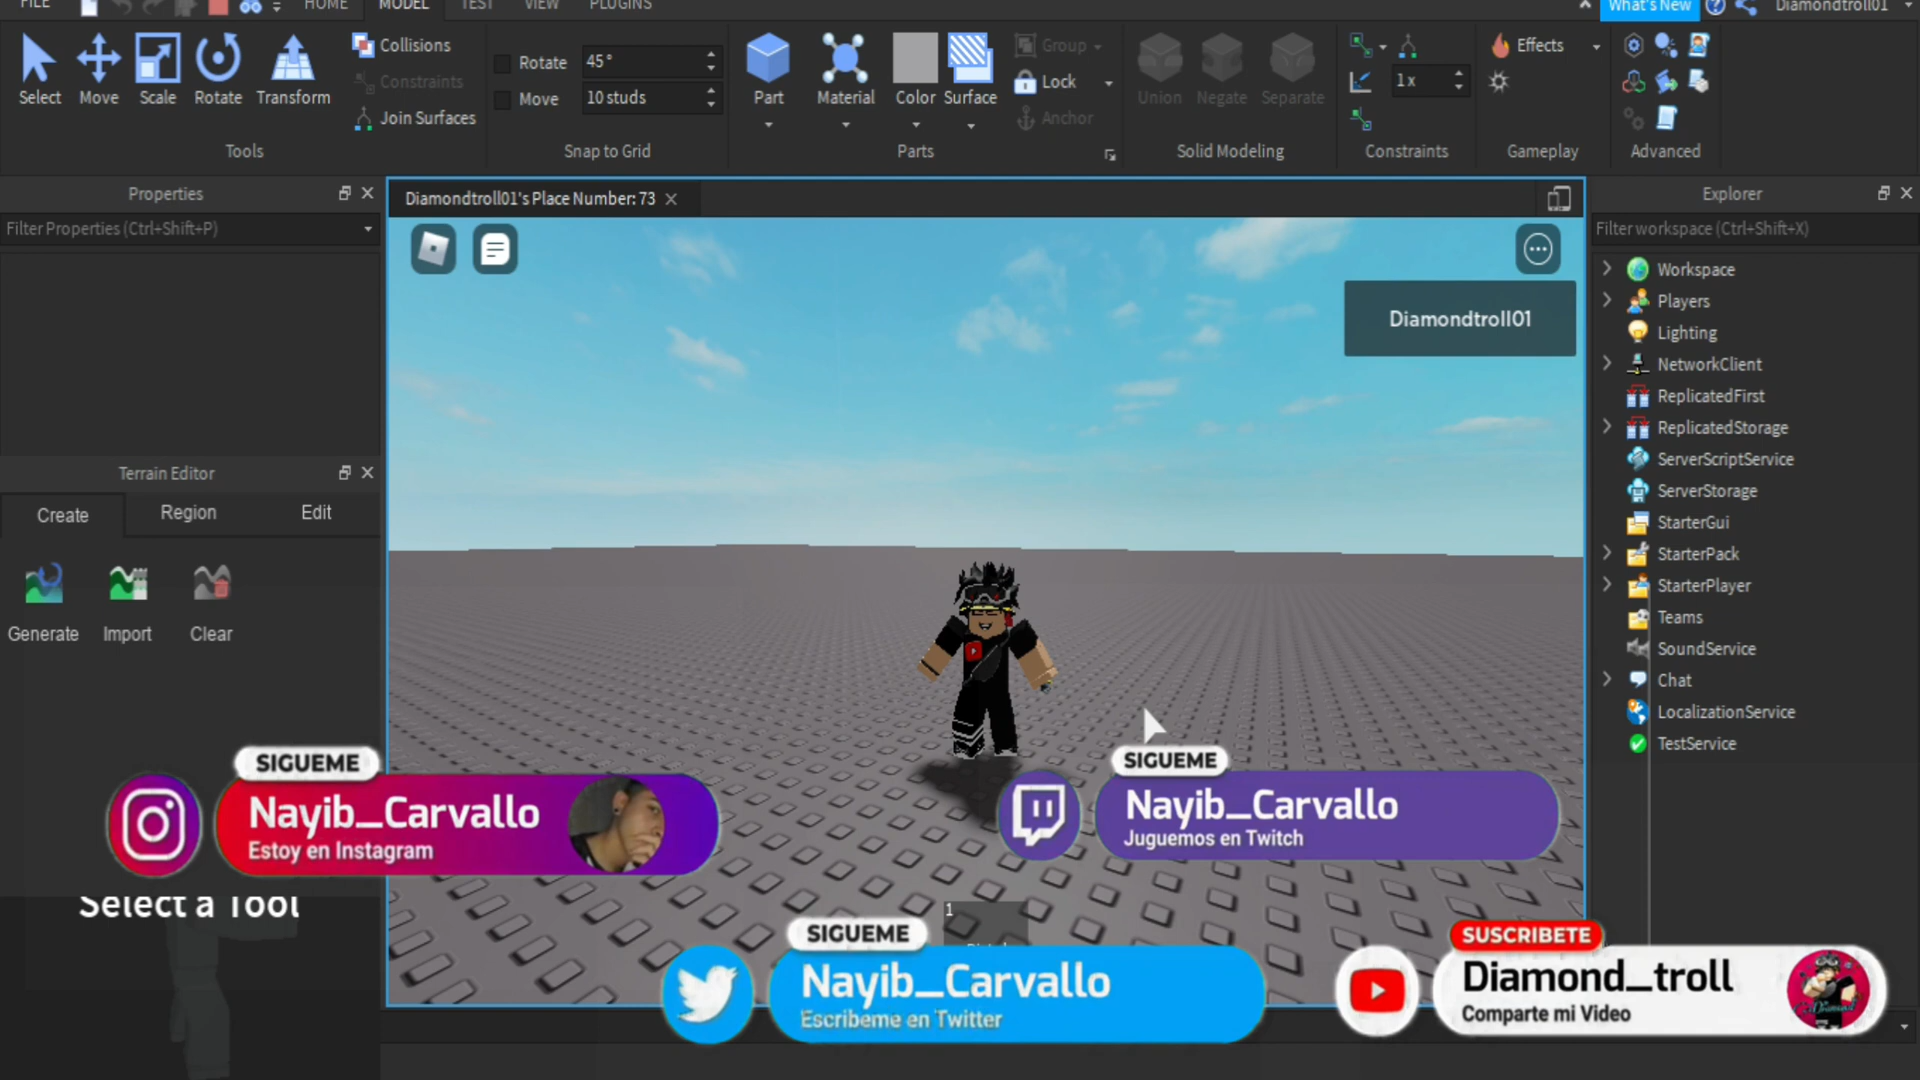 FILE HOME MODEL TEST VIEW PLUGINS What's New Diamondtroll01
Select Move Scale Rotate Transform
Collisions
Constraints
Join Surfaces
Tools
Rotate 45°
Move 10 studs
Snap to Grid
Part Material Color Surface
Group
Lock
Anchor
Parts
Union Negate Separate
Solid Modeling
1x
Constraints
Effects
Gameplay
Advanced
Properties
Filter Properties (Ctrl+Shift+P)
Terrain Editor
Create Region Edit
Generate Import Clear
Select a Tool
Diamondtroll01's Place Number: 73
Diamondtroll01
1
Explorer
Filter workspace (Ctrl+Shift+X)
Workspace
Players
Lighting
NetworkClient
ReplicatedFirst
ReplicatedStorage
ServerScriptService
ServerStorage
StarterGui
StarterPack
StarterPlayer
Teams
SoundService
Chat
LocalizationService
TestService
SIGUEME
Nayib_Carvallo
Estoy en Instagram
SIGUEME
Nayib_Carvallo
Juguemos en Twitch
SIGUEME
Nayib_Carvallo
Escribeme en Twitter
SUSCRIBETE
Diamond_troll
Comparte mi Video